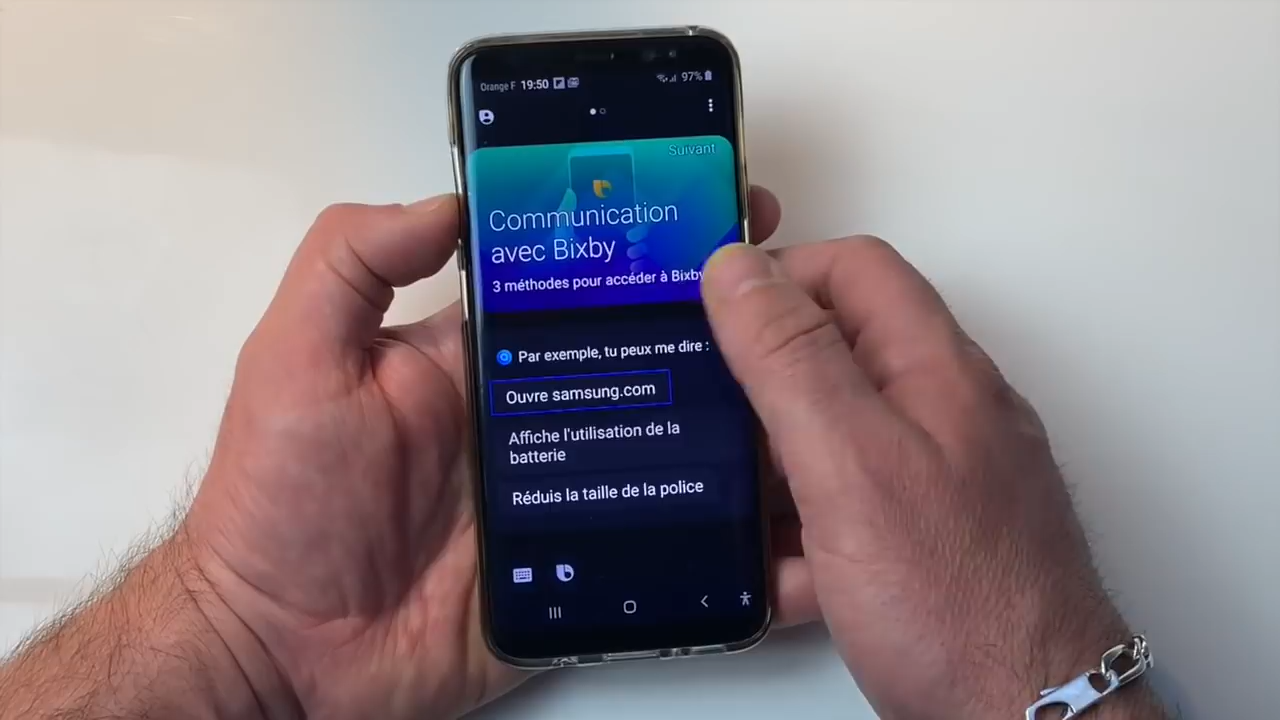 Orange F 19:50 97%
Suivant
Communication
avec Bixby
3 méthodes pour accéder à Bixby
Par exemple, tu peux me dire :
Ouvre samsung.com
Affiche l'utilisation de la
batterie
Réduis la taille de la police